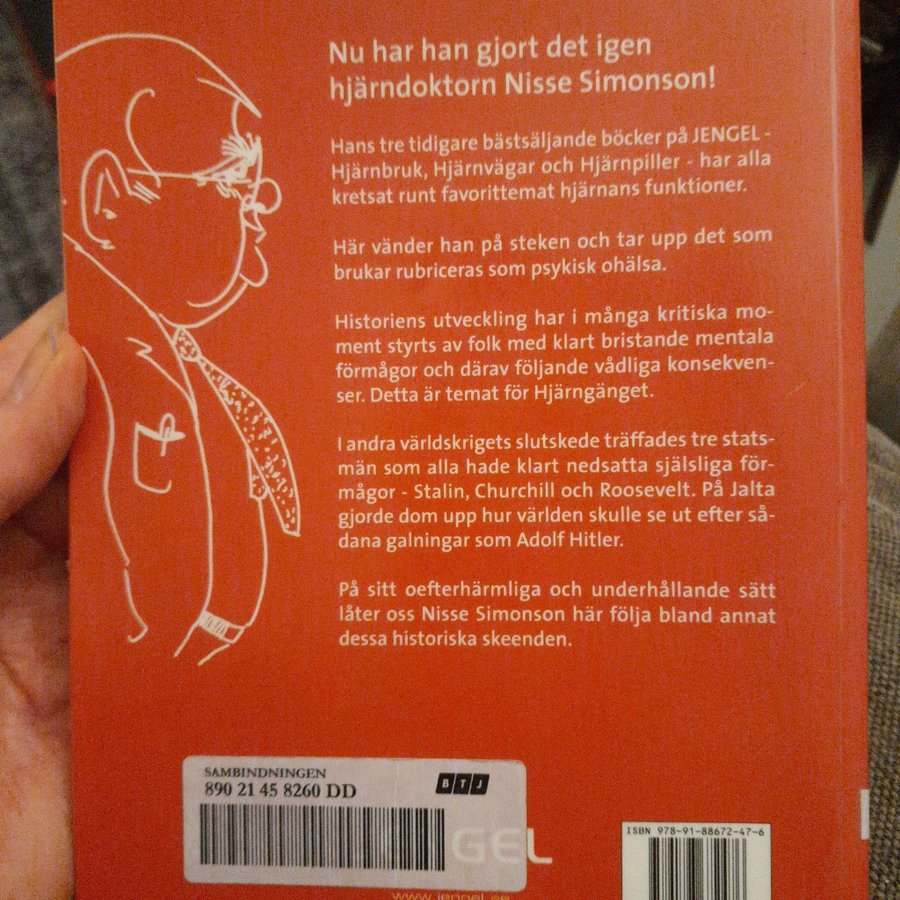 Nu har han gjort det igen
hjärndoktorn Nisse Simonson!
Hans tre tidigare bästsäljande böcker på JENGEL -
Hjärnbruk, Hjärnvägar och Hjärnpiller - har alla
kretsat runt favorittemat hjärnans funktioner.
Här vänder han på steken och tar upp det som
brukar rubriceras som psykisk ohälsa.
Historiens utveckling har i många kritiska mo-
ment styrts av folk med klart bristande mentala
förmågor och därav följande vådliga konsekven-
ser. Detta är temat för Hjärngänget.
I andra världskrigets slutskede träffades tre stats-
män som alla hade klart nedsatta själsliga för-
mågor - Stalin, Churchill och Roosevelt. På Jalta
gjorde dom upp hur världen skulle se ut efter så-
dana galningar som Adolf Hitler.
På sitt oefterhärmliga och underhållande sätt
låter oss Nisse Simonson här följa bland annat
dessa historiska skeenden.
SAMBINDNINGEN
890 21 45 8260 DD
BTJ
GEL
ISBN 978-91-88672-47-6
www.jengel.se